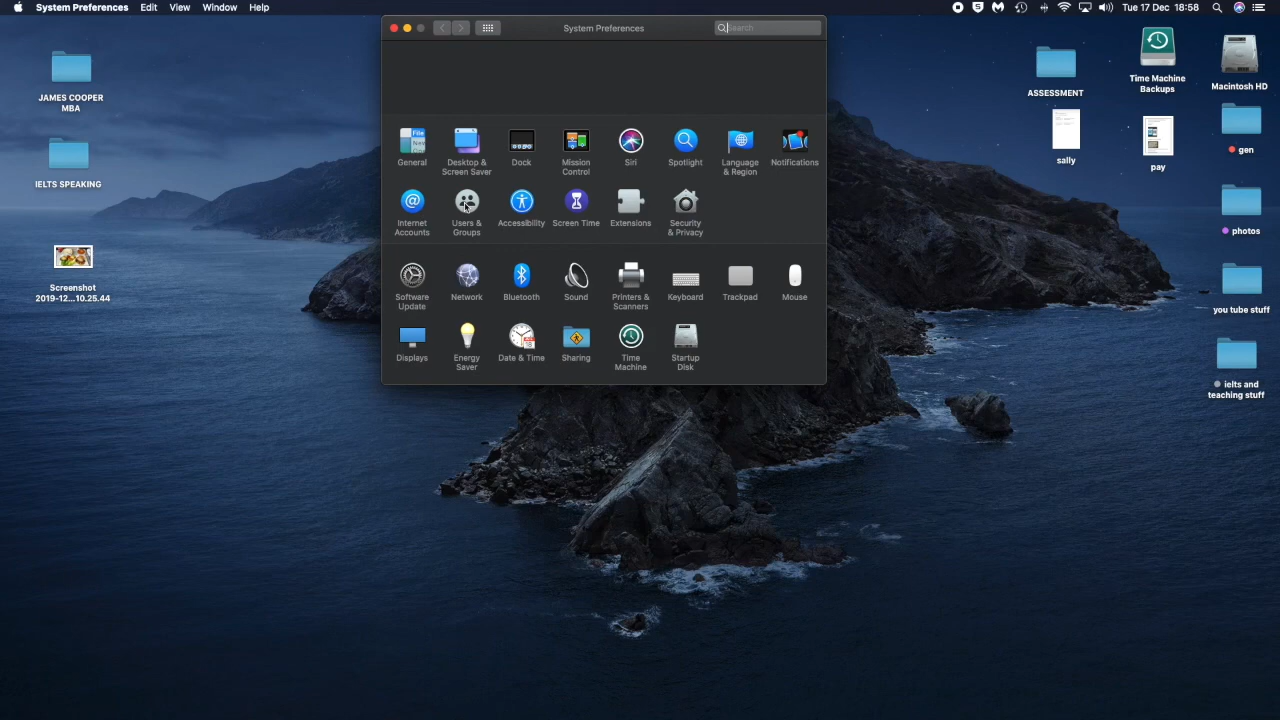 System Preferences Edit View Window Help
Tue 17 Dec 18:58
System Preferences
Search
General
Desktop &
Screen Saver
Dock
Mission
Control
Siri
Spotlight
Language
& Region
Notifications
Internet
Accounts
Users &
Groups
Accessibility
Screen Time
Extensions
Security
& Privacy
Software
Update
Network
Bluetooth
Sound
Printers &
Scanners
Keyboard
Trackpad
Mouse
Displays
Energy
Saver
Date & Time
Sharing
Time
Machine
Startup
Disk
JAMES COOPER
MBA
IELTS SPEAKING
Screenshot
2019-12...10.25.44
ASSESSMENT
Time Machine
Backups
Macintosh HD
sally
pay
gen
photos
you tube stuff
ielts and
teaching stuff